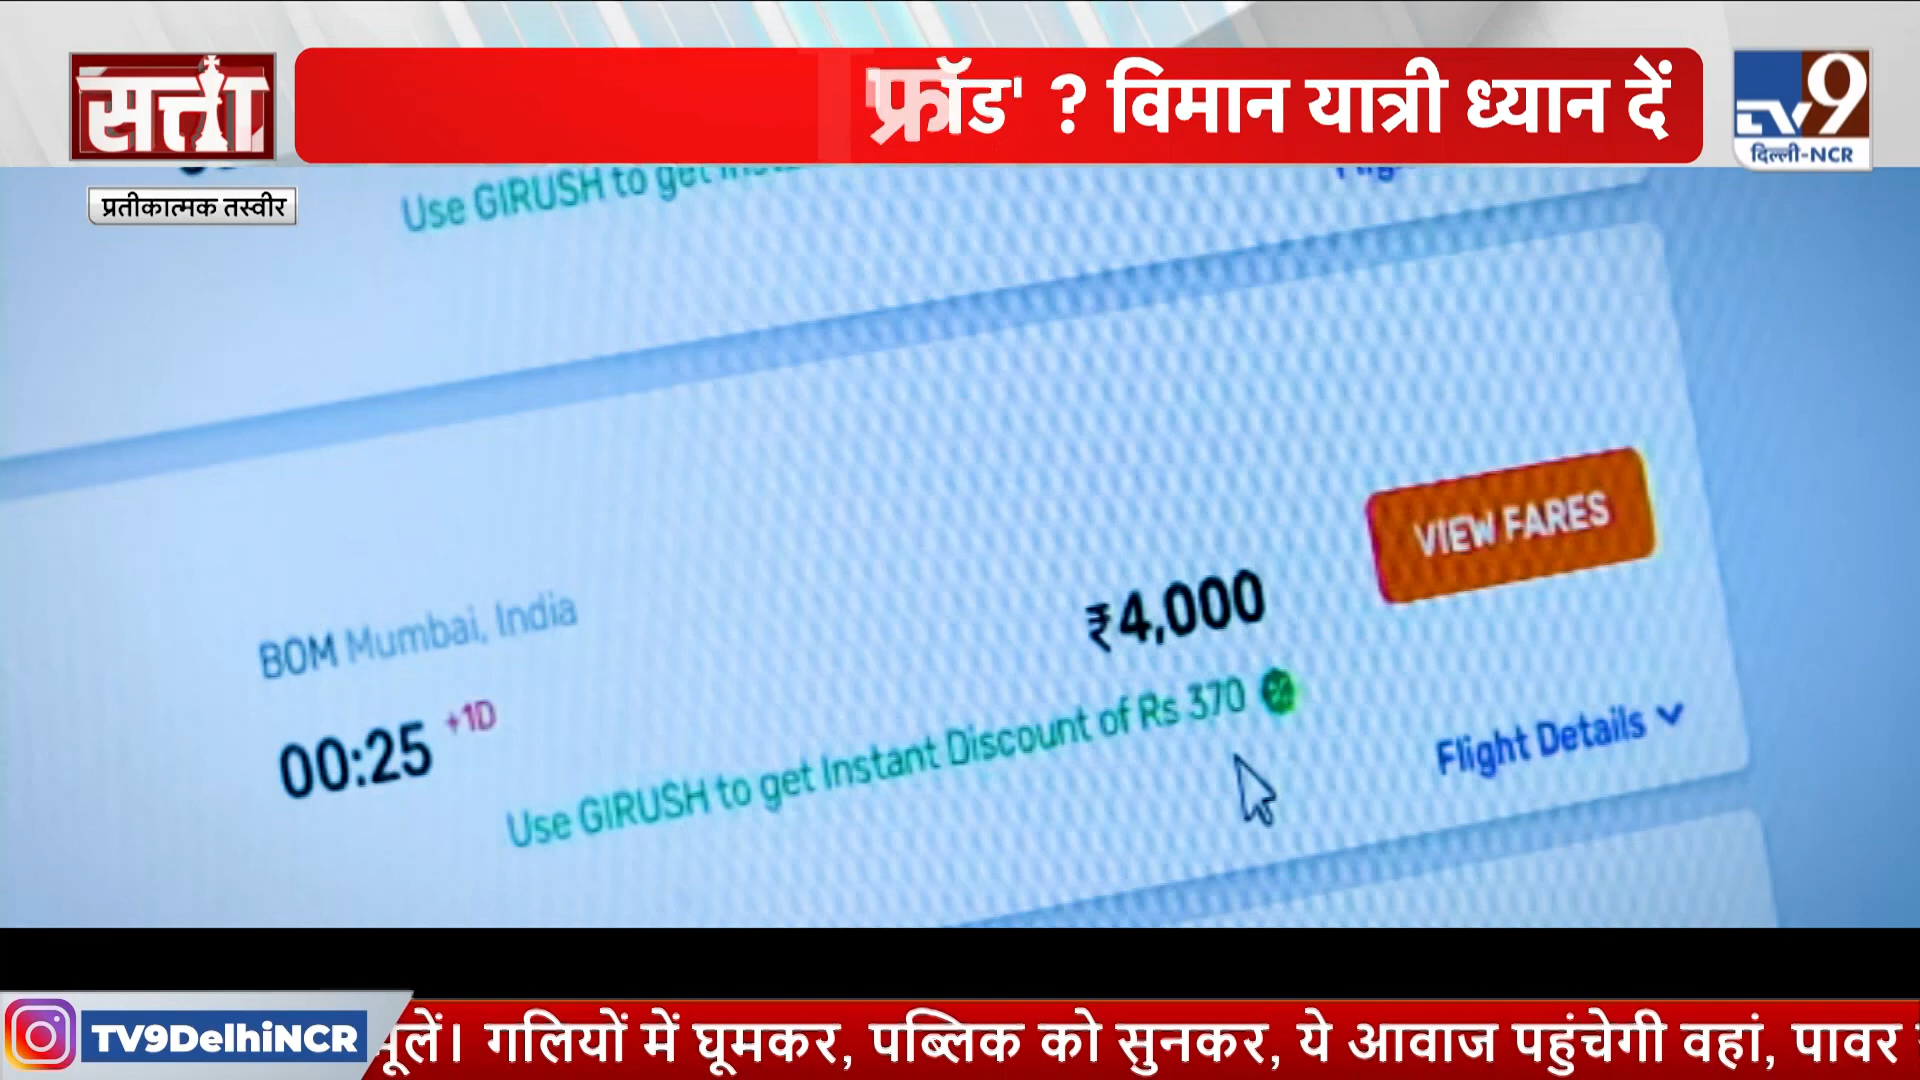 सत्ता
फ्रॉड' ? विमान यात्री ध्यान दें
TV9
दिल्ली-NCR
प्रतीकात्मक तस्वीर
Use GIRUSH to get
VIEW FARES
BOM Mumbai, India
₹4,000
00:25 +1D
Use GIRUSH to get Instant Discount of Rs 370
Flight Details
TV9DelhiNCR
गलियों में घूमकर, पब्लिक को सुनकर, ये आवाज पहुंचेगी वहां, पावर